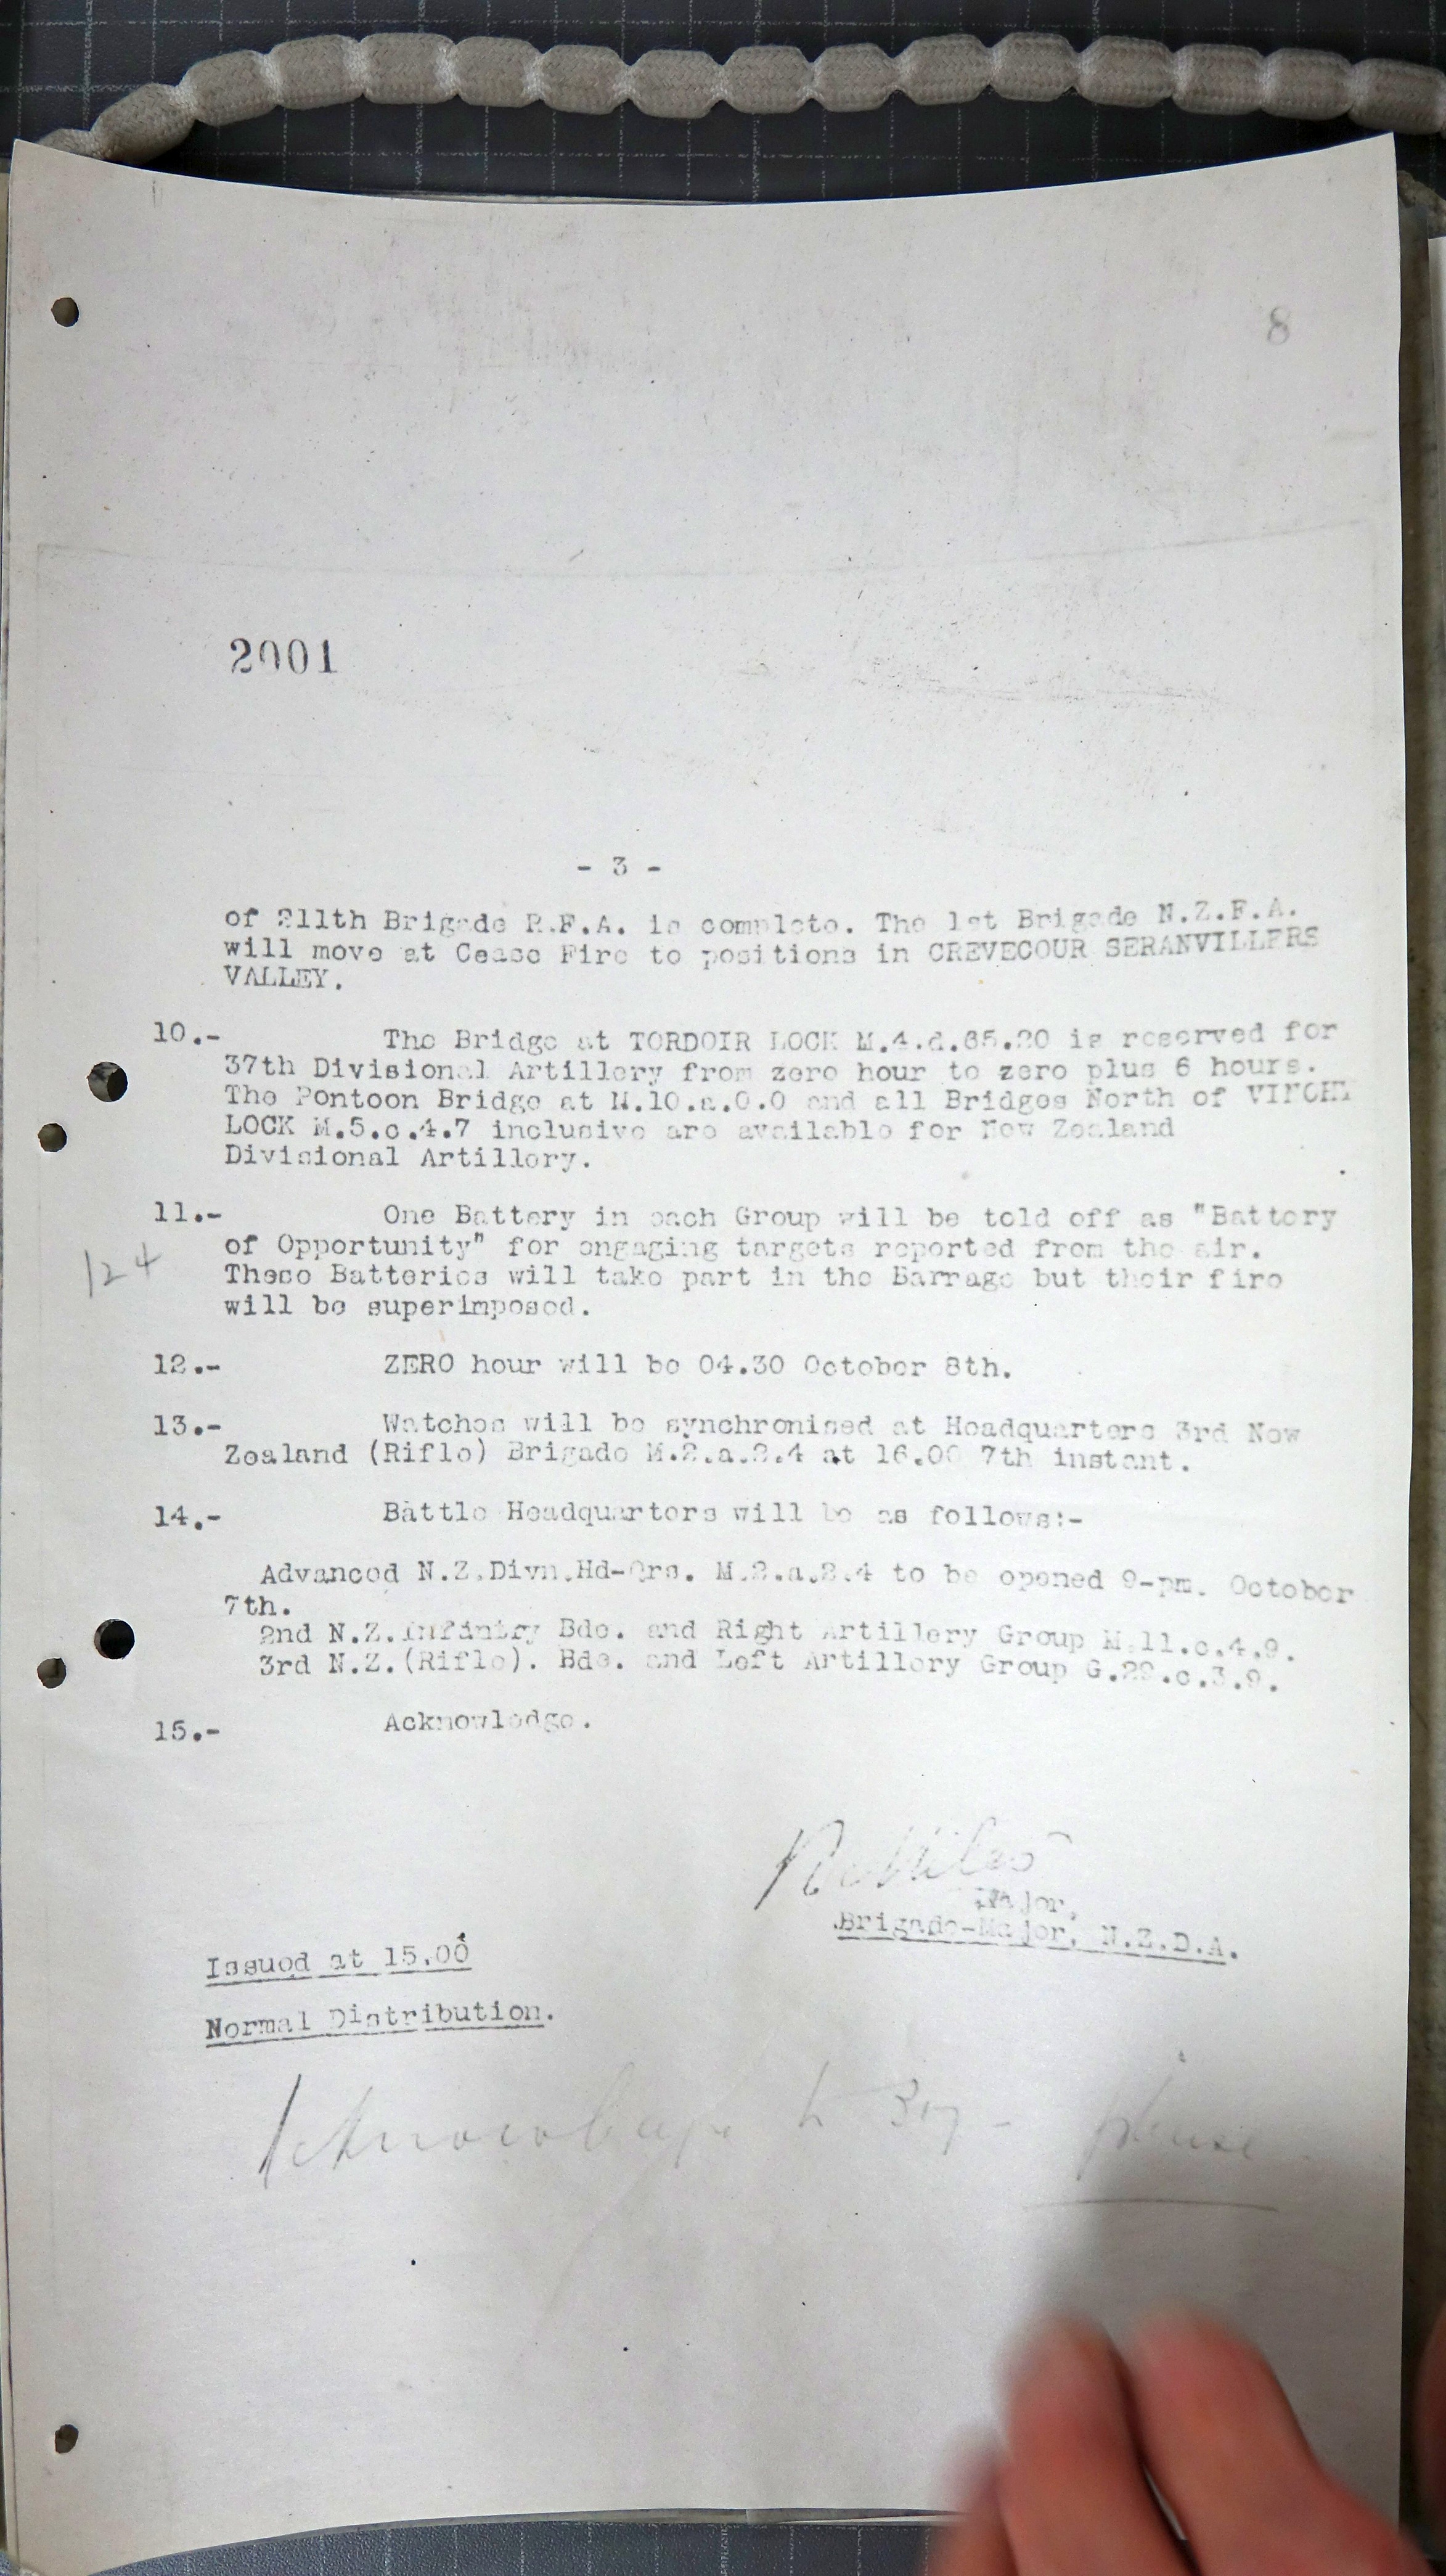 8
2001
- 3 -
of 211th Brigade R.F.A. is complete. The 1st Brigade N.Z.F.A.
will move at Cease Fire to positions in CREVECOUR SERANVILLERS
VALLEY.
10.- The Bridge at TORDOIR LOCK M.4.d.65.20 is reserved for
37th Divisional Artillery from zero hour to zero plus 6 hours.
The Pontoon Bridge at M.10.a.0.0 and all Bridges North of
LOCK M.5.c.4.7 inclusive are available for New Zealand
Divisional Artillery.
11.- One Battery in each Group will be told off as "Battery
of Opportunity" for engaging targets reported from the air.
124
These Batteries will take part in the Barrage but their fire
will be superimposed.
12.- ZERO hour will be 04.30 October 8th.
13.- Watches will be synchronised at Headquarters 3rd New
Zealand (Rifle) Brigade M.2.a.2.4 at 16.00 7th instant.
14.- Battle Headquarters will be as follows:-
Advanced N.Z.Divn.Hd-Qrs. M.2.a.2.4 to be opened 9-pm. October
7th.
2nd N.Z.Infantry Bde. and Right Artillery Group M.11.c.4.9.
3rd N.Z.(Rifle). Bde. and Left Artillery Group G.29.c.3.9.
15.- Acknowledge.
Major,
Brigade-Major, N.Z.D.A.
Issued at 15.00
Normal Distribution.
Acknowledge please